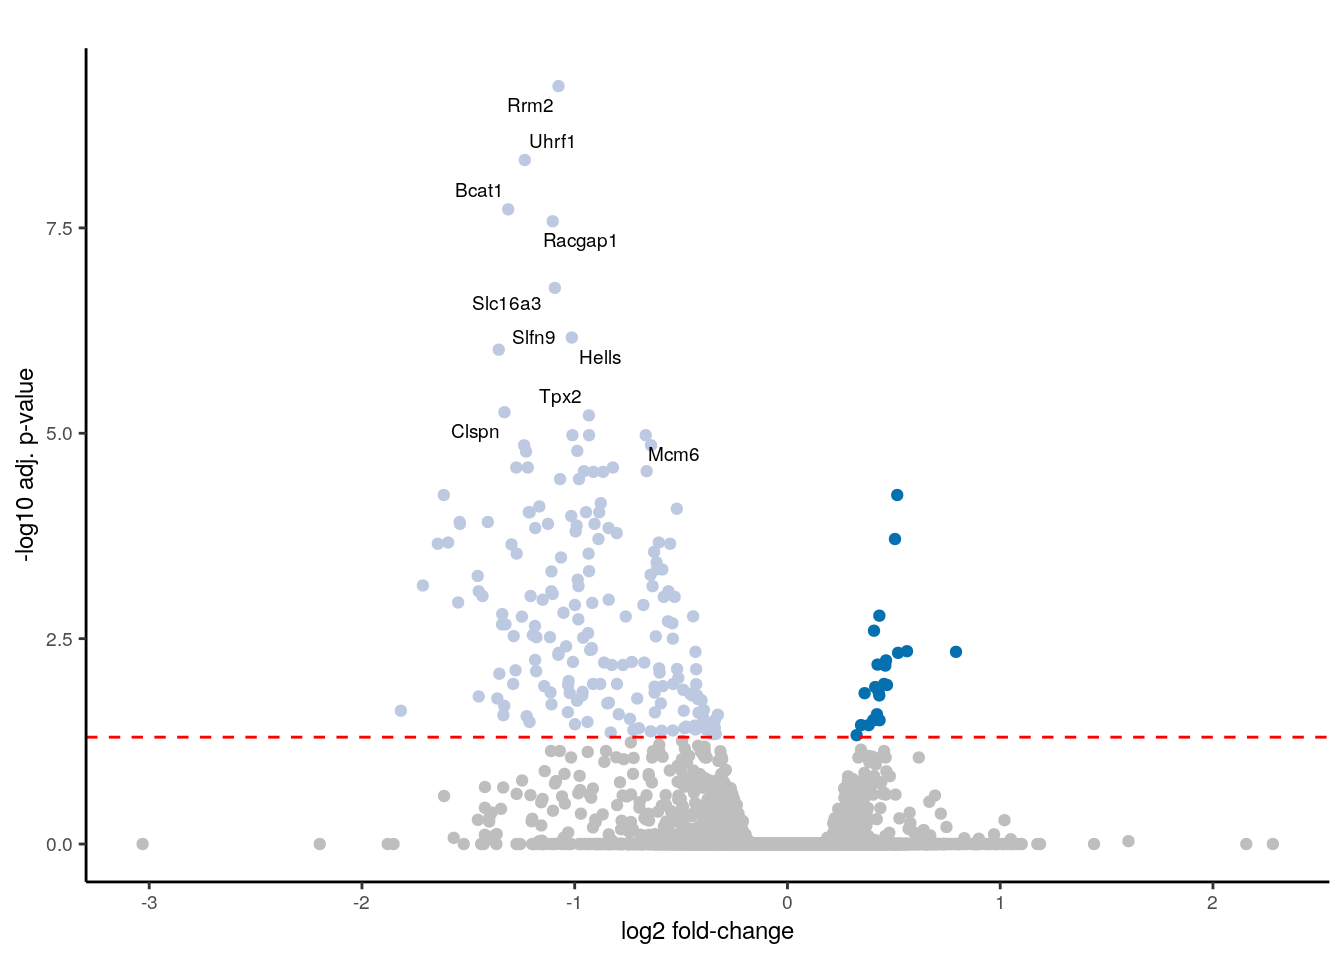 Rrm2
Uhrf1
Bcat1
Racgap1
Slc16a3
Slfn9
Hells
Tpx2
Clspn
Mcm6
7.5
5.0
2.5
0.0
-log10 adj. p-value
-3
-2
-1
0
1
2
log2 fold-change